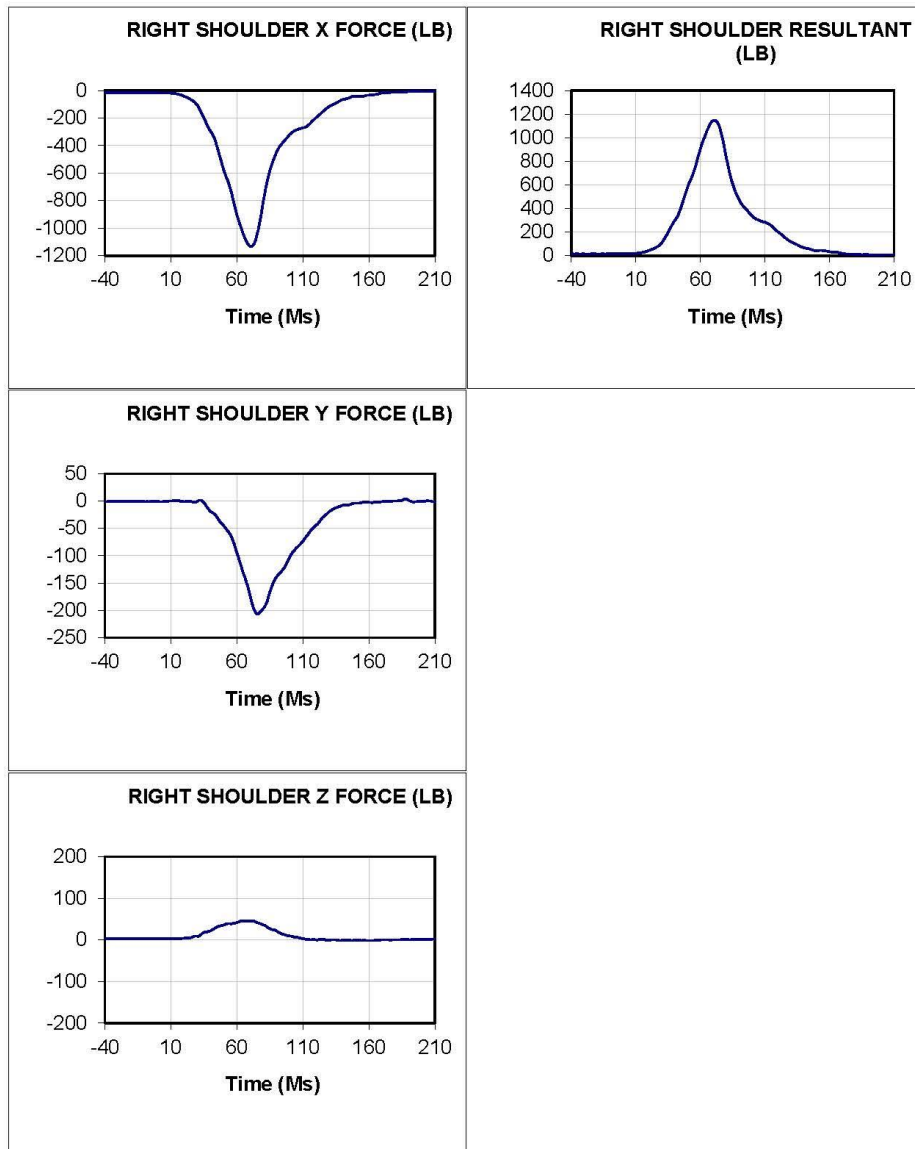 RIGHT SHOULDER X FORCE (LB)
0
-200
-400
-600
-800
-1000
-1200
-40 10 60 110 160 210
Time (Ms)
RIGHT SHOULDER RESULTANT
(LB)
1400
1200
1000
800
600
400
200
0
-40 10 60 110 160 210
Time (Ms)
RIGHT SHOULDER Y FORCE (LB)
50
0
-50
-100
-150
-200
-250
-40 10 60 110 160 210
Time (Ms)
RIGHT SHOULDER Z FORCE (LB)
200
100
0
-100
-200
-40 10 60 110 160 210
Time (Ms)